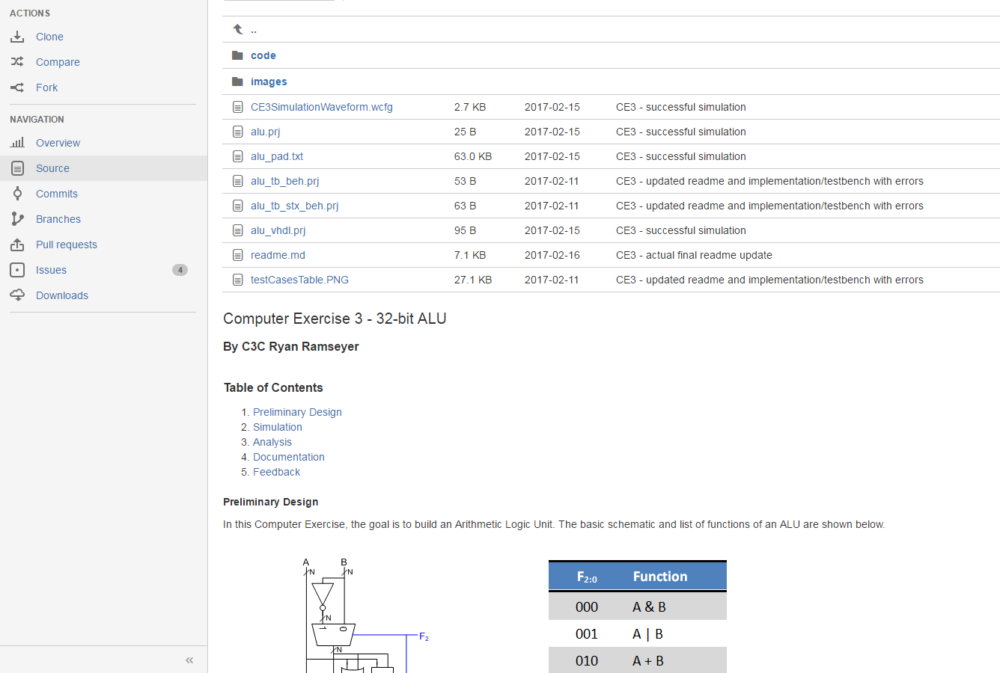 ACTIONS
Clone
Compare
Fork
NAVIGATION
Overview
Source
Commits
Branches
Pull requests
Issues 4
Downloads
«
..
code
images
CE3SimulationWaveform.wcfg 2.7 KB 2017-02-15 CE3 - successful simulation
alu.prj 25 B 2017-02-15 CE3 - successful simulation
alu_pad.txt 63.0 KB 2017-02-15 CE3 - successful simulation
alu_tb_beh.prj 53 B 2017-02-11 CE3 - updated readme and implementation/testbench with errors
alu_tb_stx_beh.prj 63 B 2017-02-11 CE3 - updated readme and implementation/testbench with errors
alu_vhdl.prj 95 B 2017-02-15 CE3 - successful simulation
readme.md 7.1 KB 2017-02-16 CE3 - actual final readme update
testCasesTable.PNG 27.1 KB 2017-02-11 CE3 - updated readme and implementation/testbench with errors
Computer Exercise 3 - 32-bit ALU
By C3C Ryan Ramseyer
Table of Contents
1. Preliminary Design
2. Simulation
3. Analysis
4. Documentation
5. Feedback
Preliminary Design
In this Computer Exercise, the goal is to build an Arithmetic Logic Unit. The basic schematic and list of functions of an ALU are shown below.
A B
N N
N
1 0
F2
N
F2:0 Function
000 A & B
001 A | B
010 A + B